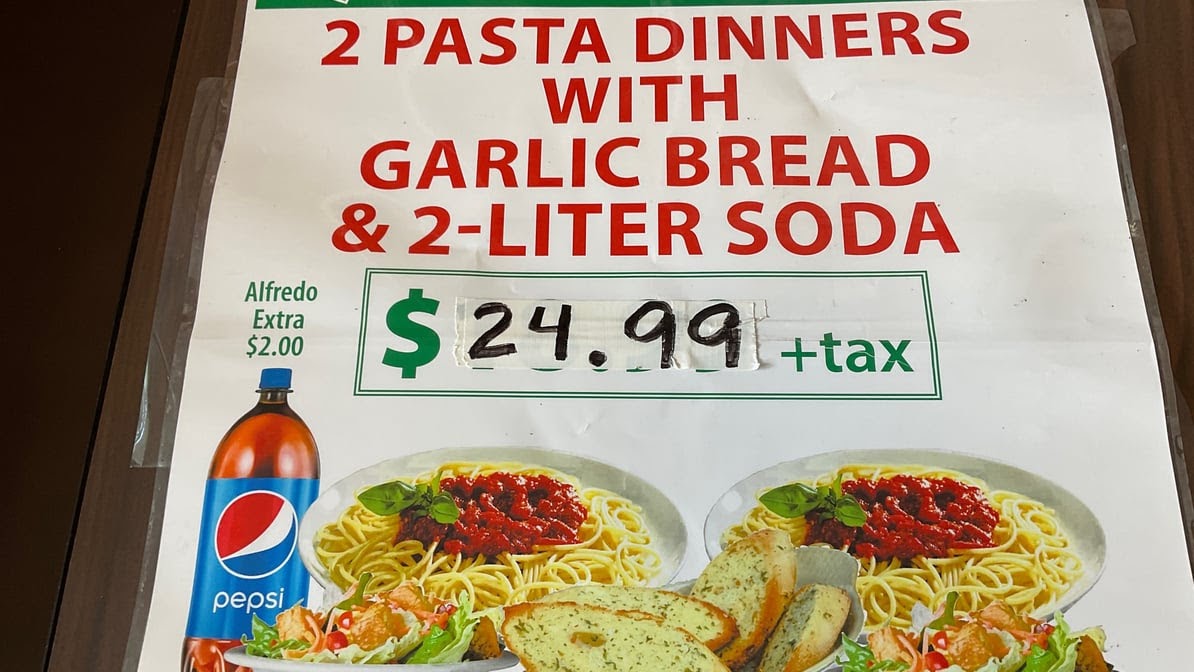 2 PASTA DINNERS
WITH
GARLIC BREAD
& 2-LITER SODA
Alfredo
Extra
$2.00
$24.99 +tax
pepsi